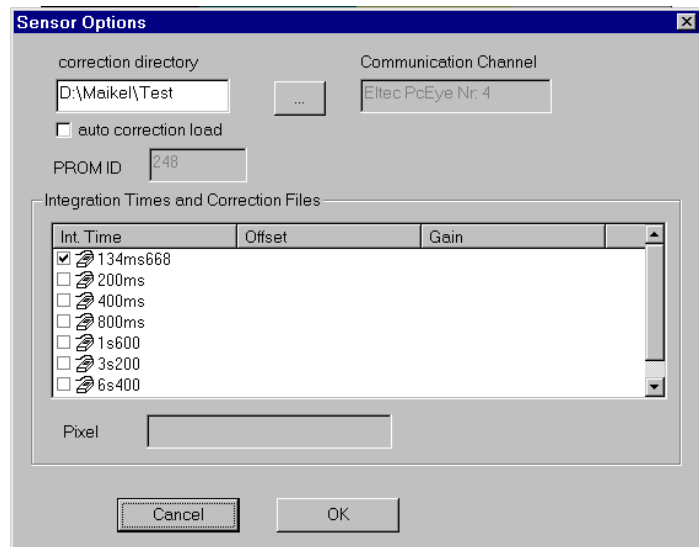 Sensor Options
correction directory
Communication Channel
D:\Maikel\Test
...
Eltec PcEye Nr: 4
auto correction load
PROM ID
248
Integration Times and Correction Files
Int. Time Offset Gain
134ms668
200ms
400ms
800ms
1s600
3s200
6s400
Pixel
Cancel OK